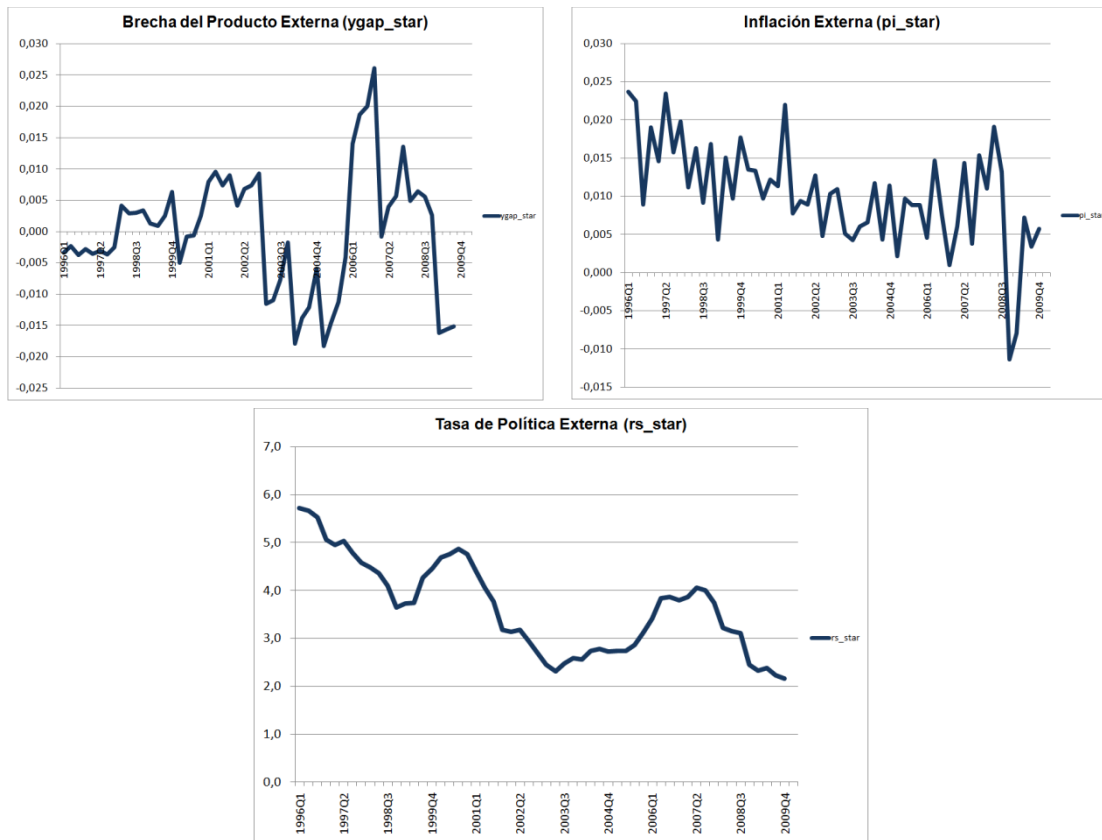 Brecha del Producto Externa (ygap_star)
0,030
0,025
0,020
0,015
0,010
0,005
0,000
-0,005
-0,010
-0,015
-0,020
-0,025
1996Q1
1997Q2
1998Q3
1999Q4
2001Q1
2002Q2
2003Q3
2004Q4
2006Q1
2007Q2
2008Q3
2009Q4
ygap_star
Inflación Externa (pi_star)
0,030
0,025
0,020
0,015
0,010
0,005
0,000
-0,005
-0,010
-0,015
1996Q1
1997Q2
1998Q3
1999Q4
2001Q1
2002Q2
2003Q3
2004Q4
2006Q1
2007Q2
2008Q3
2009Q4
pi_star
Tasa de Política Externa (rs_star)
7,0
6,0
5,0
4,0
3,0
2,0
1,0
0,0
1996Q1
1997Q2
1998Q3
1999Q4
2001Q1
2002Q2
2003Q3
2004Q4
2006Q1
2007Q2
2008Q3
2009Q4
rs_star